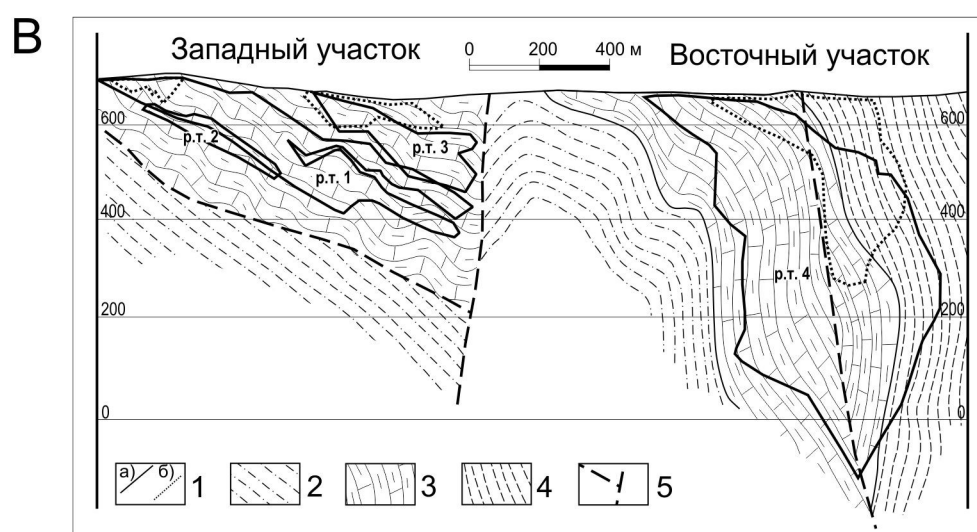 В
Западный участок
0 200 400 м
Восточный участок
600
р.т. 2
р.т. 3
р.т. 1
400
400
р.т. 4
200
200
0
0
а) б) 1
2
3
4
5